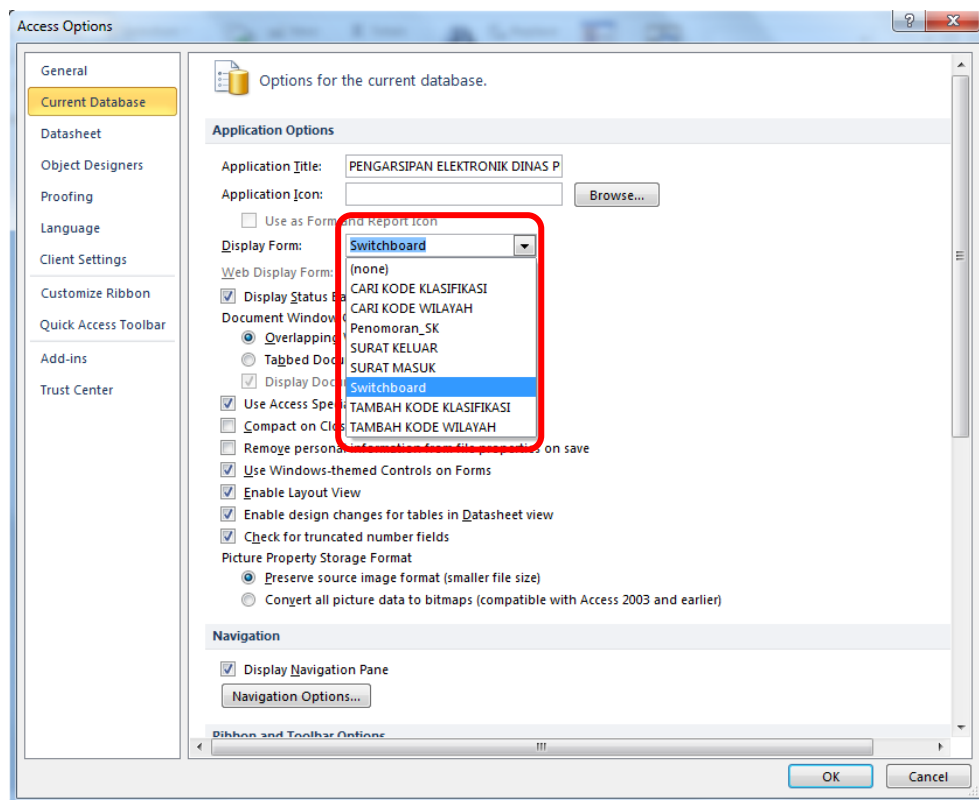 Access Options
General
Current Database
Datasheet
Object Designers
Proofing
Language
Client Settings
Customize Ribbon
Quick Access Toolbar
Add-ins
Trust Center
Options for the current database.
Application Options
Application Title: PENGARSIPAN ELEKTRONIK DINAS P
Application Icon: Browse...
Use as Form and Report Icon
Display Form: Switchboard
Web Display Form: (none)
CARI KODE KLASIFIKASI
Display Status
CARI KODE WILAYAH
Document Window
Penomoran_SK
Overlapping
SURAT KELUAR
Tabbed
SURAT MASUK
Display
Switchboard
Use Access
TAMBAH KODE KLASIFIKASI
Compact on
TAMBAH KODE WILAYAH
Remove personal information from file properties on save
Use Windows-themed Controls on Forms
Enable Layout View
Enable design changes for tables in Datasheet view
Check for truncated number fields
Picture Property Storage Format
Preserve source image format (smaller file size)
Convert all picture data to bitmaps (compatible with Access 2003 and earlier)
Navigation
Display Navigation Pane
Navigation Options...
Ribbon and Toolbar Options
OK Cancel